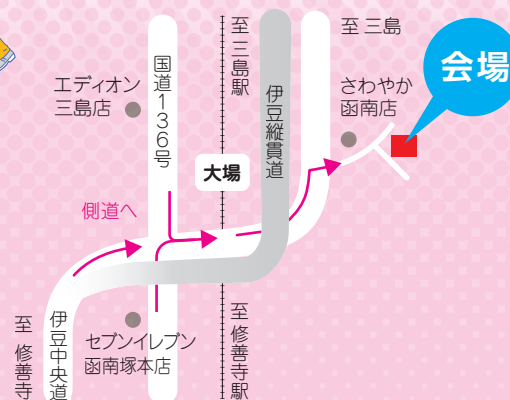 至 三島駅
至 三島
会場
国道136号
エディオン
三島店
伊豆縦貫道
さわやか
函南店
大場
側道へ
至 修善寺
伊豆中央道
セブンイレブン
函南塚本店
至 修善寺駅